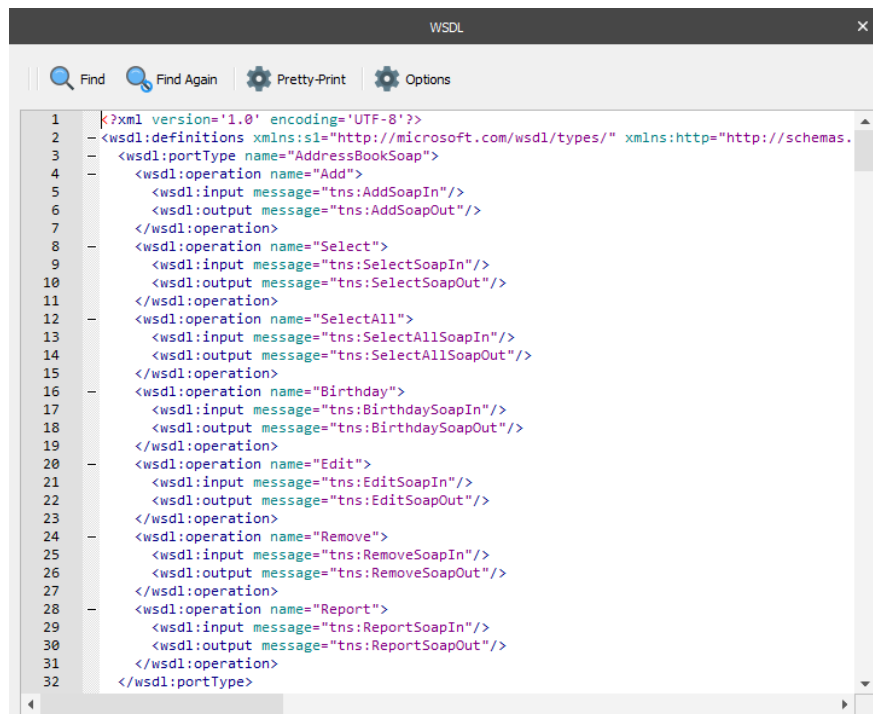 WSDL
Find Find Again Pretty-Print Options
1 <?xml version='1.0' encoding='UTF-8'?>
2 <wsdl:definitions xmlns:s1="http://microsoft.com/wsdl/types/" xmlns:http="http://schemas.
3 <wsdl:portType name="AddressBookSoap">
4 <wsdl:operation name="Add">
5 <wsdl:input message="tns:AddSoapIn"/>
6 <wsdl:output message="tns:AddSoapOut"/>
7 </wsdl:operation>
8 <wsdl:operation name="Select">
9 <wsdl:input message="tns:SelectSoapIn"/>
10 <wsdl:output message="tns:SelectSoapOut"/>
11 </wsdl:operation>
12 <wsdl:operation name="SelectAll">
13 <wsdl:input message="tns:SelectAllSoapIn"/>
14 <wsdl:output message="tns:SelectAllSoapOut"/>
15 </wsdl:operation>
16 <wsdl:operation name="Birthday">
17 <wsdl:input message="tns:BirthdaySoapIn"/>
18 <wsdl:output message="tns:BirthdaySoapOut"/>
19 </wsdl:operation>
20 <wsdl:operation name="Edit">
21 <wsdl:input message="tns:EditSoapIn"/>
22 <wsdl:output message="tns:EditSoapOut"/>
23 </wsdl:operation>
24 <wsdl:operation name="Remove">
25 <wsdl:input message="tns:RemoveSoapIn"/>
26 <wsdl:output message="tns:RemoveSoapOut"/>
27 </wsdl:operation>
28 <wsdl:operation name="Report">
29 <wsdl:input message="tns:ReportSoapIn"/>
30 <wsdl:output message="tns:ReportSoapOut"/>
31 </wsdl:operation>
32 </wsdl:portType>